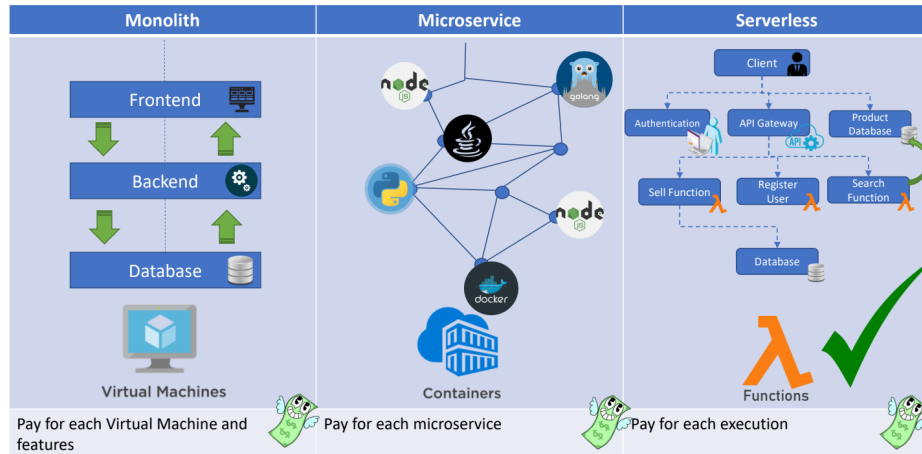 Monolith
Microservice
Serverless
Frontend
Backend
Database
Virtual Machines
node
JS
golang
node
JS
docker
Containers
Client
Authentication
API Gateway
API
Product
Database
Sell Function
Register
User
Search
Function
Database
Functions
Pay for each Virtual Machine and
features
Pay for each microservice
Pay for each execution